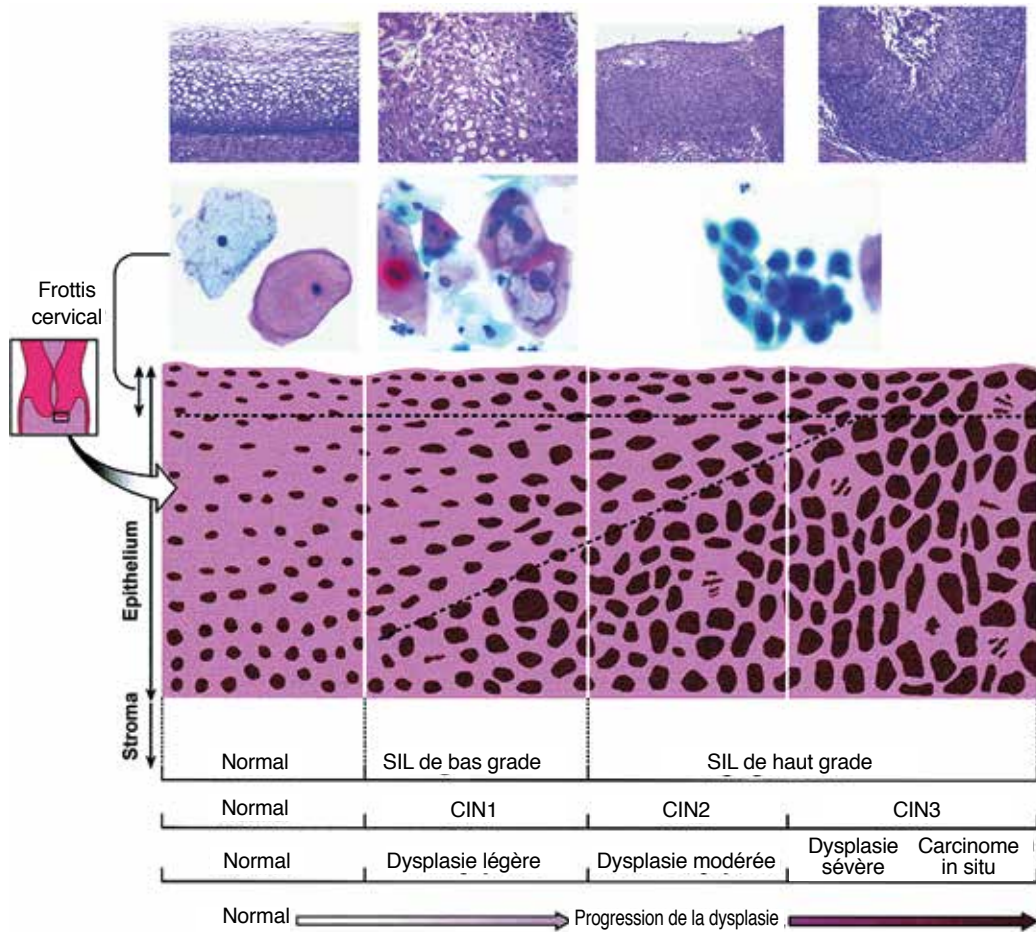 Frottis
cervical
Epithelium
Stroma
Normal
SIL de bas grade
SIL de haut grade
Normal
CIN1
CIN2
CIN3
Normal
Dysplasie légère
Dysplasie modérée
Dysplasie
sévère
Carcinome
in situ
Normal
Progression de la dysplasie